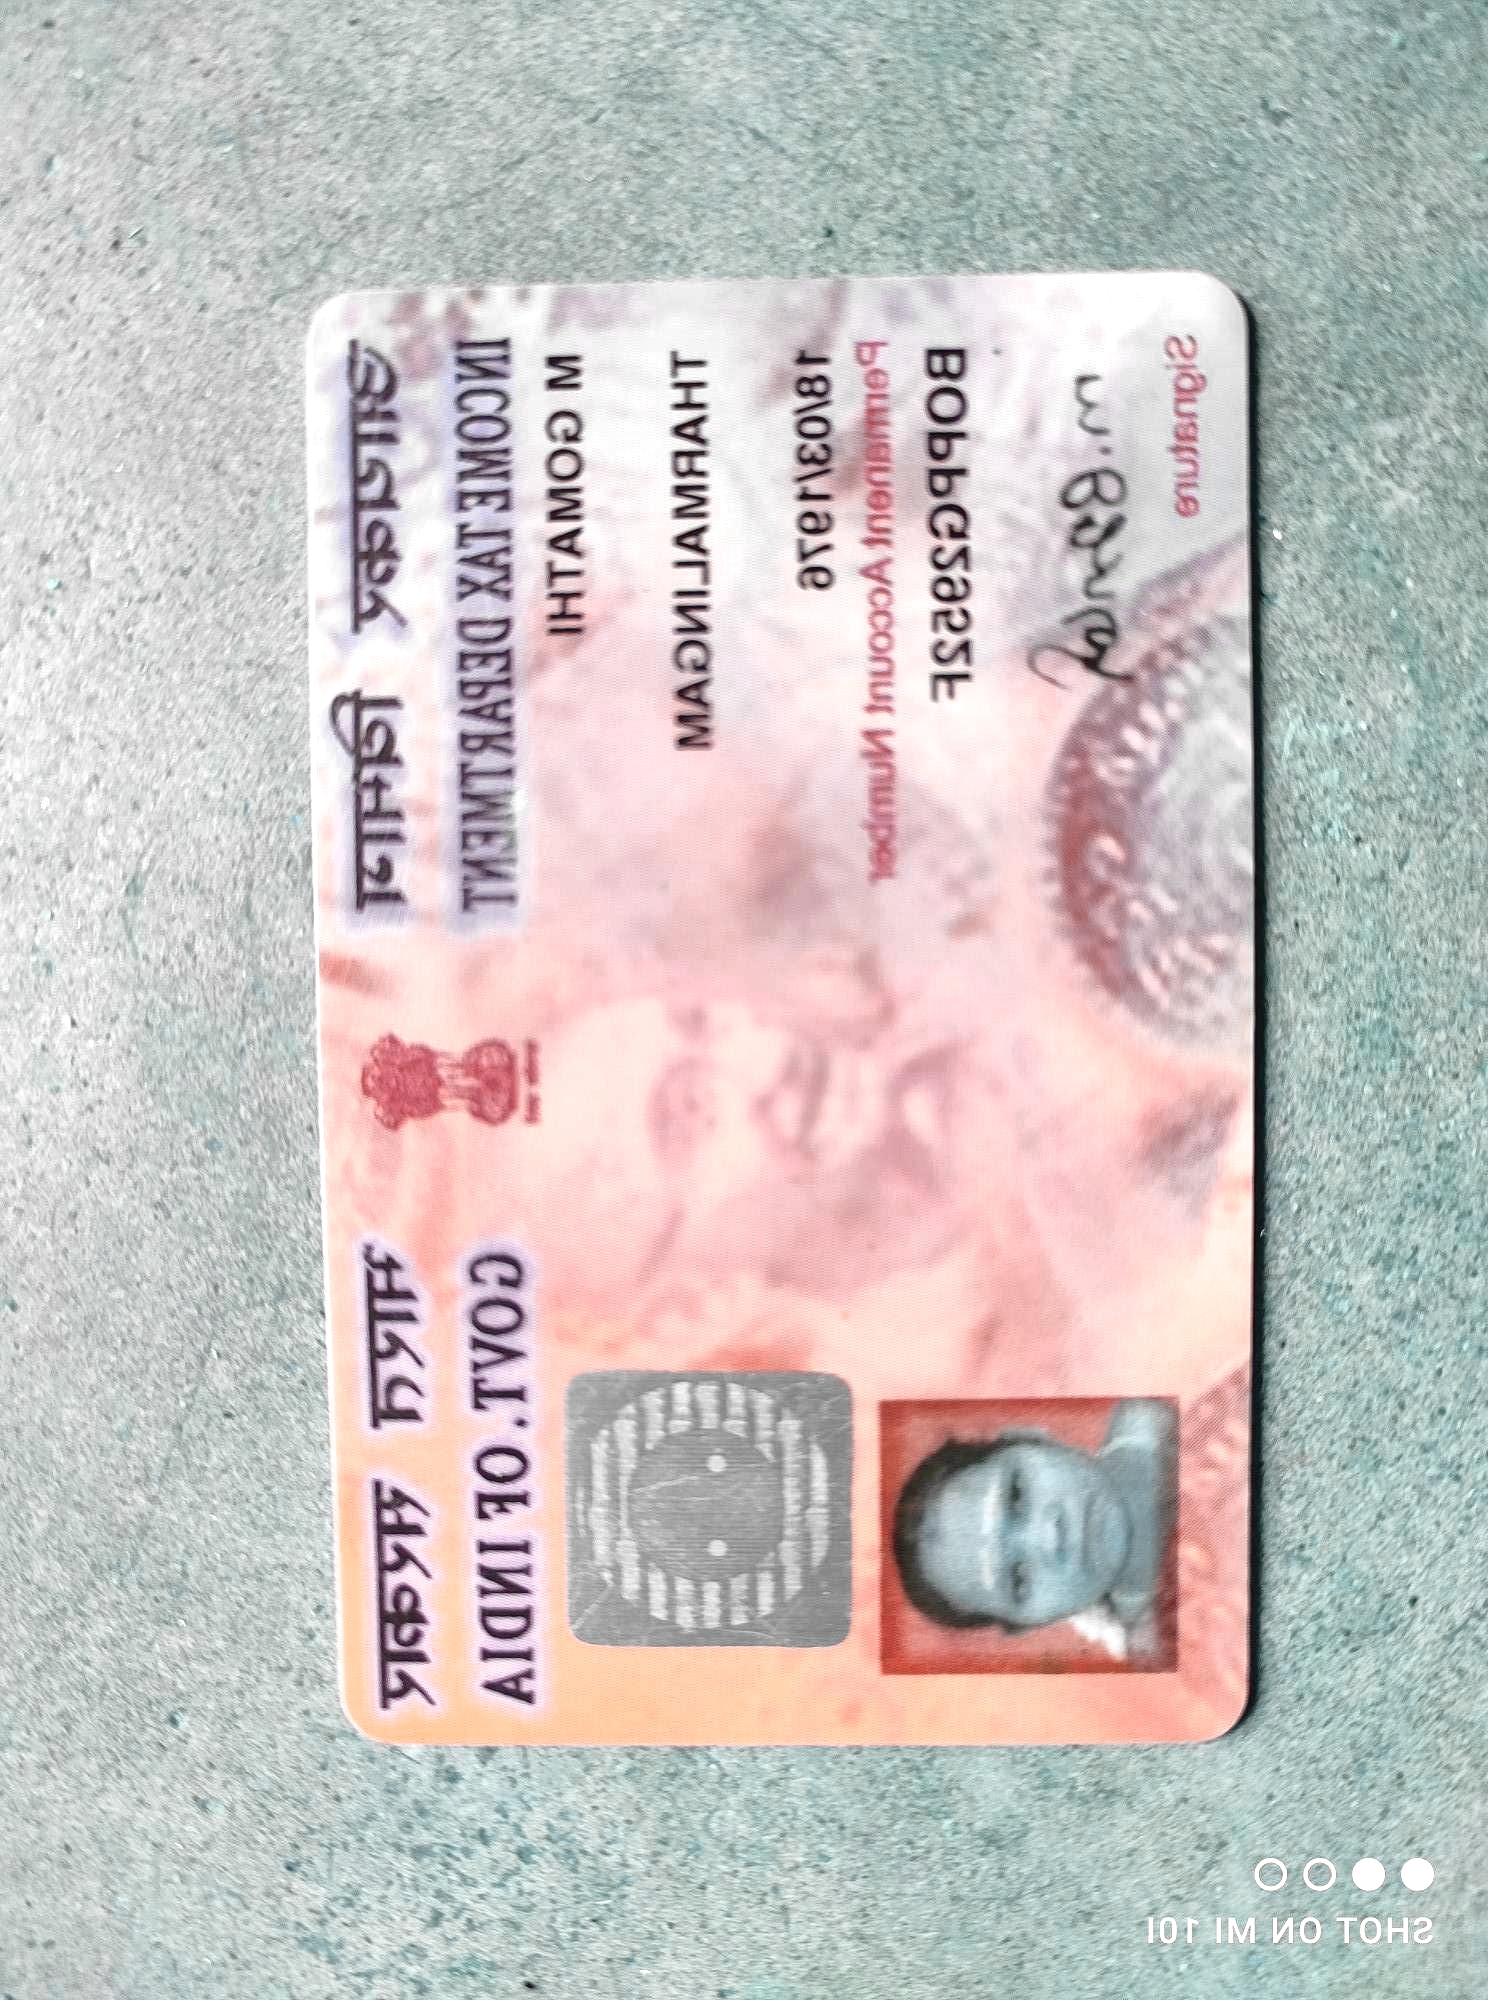 आयकर विभाग
INCOME TAX DEPARTMENT
भारत सरकार
GOVT. OF INDIA
M GOMATHI
THARMALINGAM
18/03/1976
Permanent Account Number
Signature
SHOT ON MI 10I